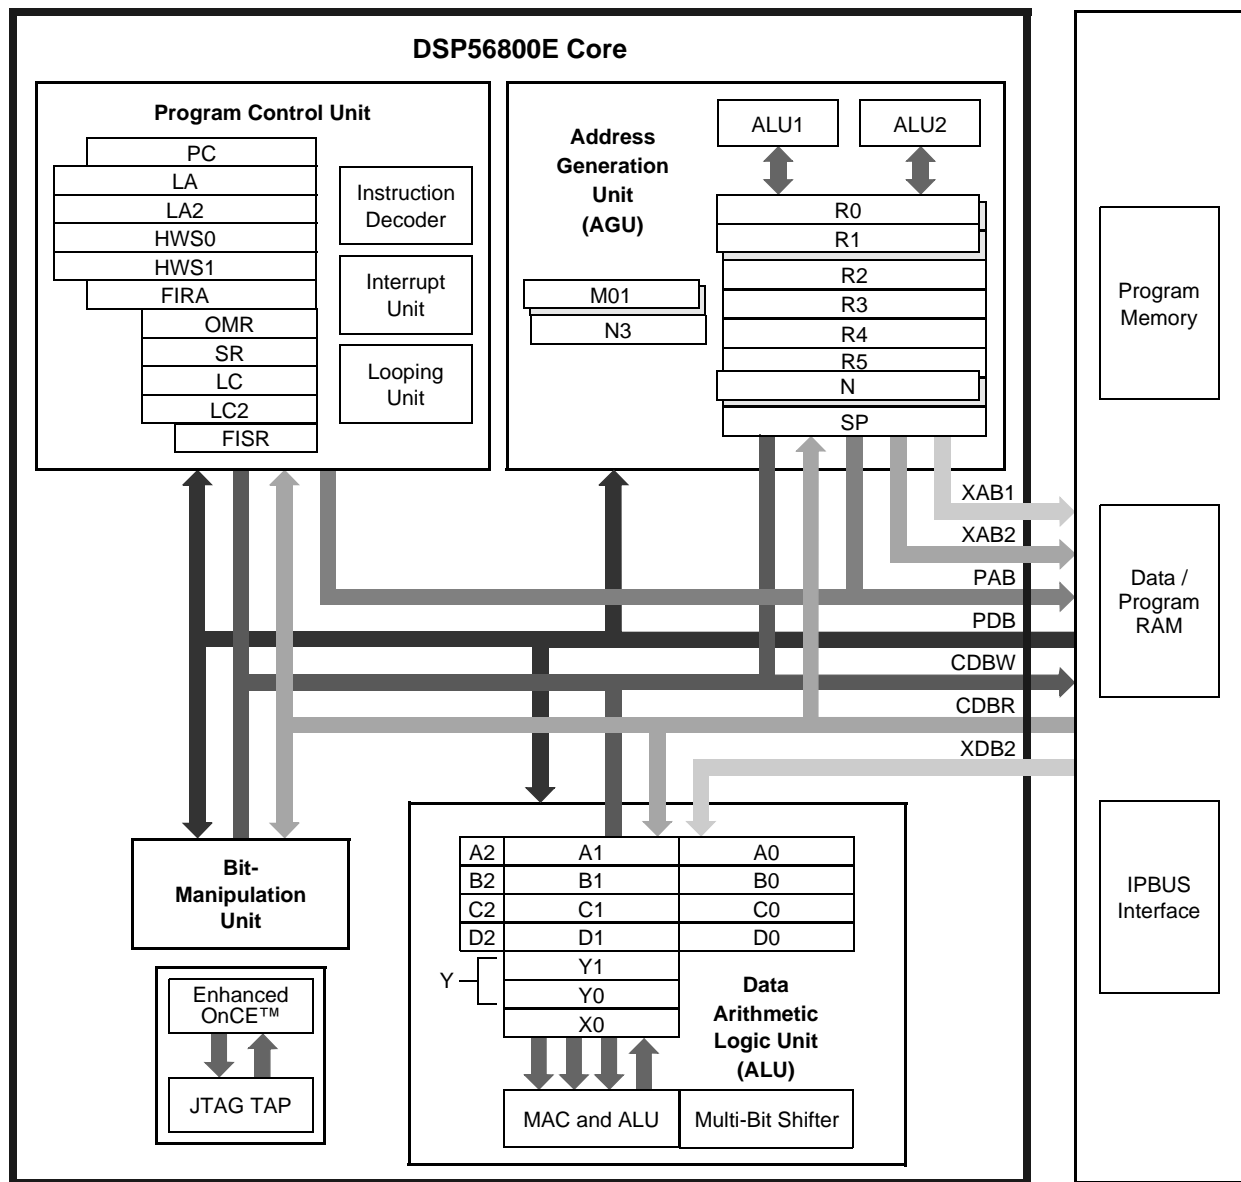 DSP56800E Core
Program Control Unit
PC
LA
LA2
HWS0
HWS1
FIRA
OMR
SR
LC
LC2
FISR
Instruction
Decoder
Interrupt
Unit
Looping
Unit
Address
Generation
Unit
(AGU)
ALU1
ALU2
R0
R1
R2
R3
R4
R5
N
SP
M01
N3
XAB1
XAB2
PAB
PDB
CDBW
CDBR
XDB2
Program
Memory
Data /
Program
RAM
IPBUS
Interface
Bit-
Manipulation
Unit
Enhanced
OnCE™
JTAG TAP
A2
A1
A0
B2
B1
B0
C2
C1
C0
D2
D1
D0
Y
Y1
Y0
X0
Data
Arithmetic
Logic Unit
(ALU)
MAC and ALU
Multi-Bit Shifter